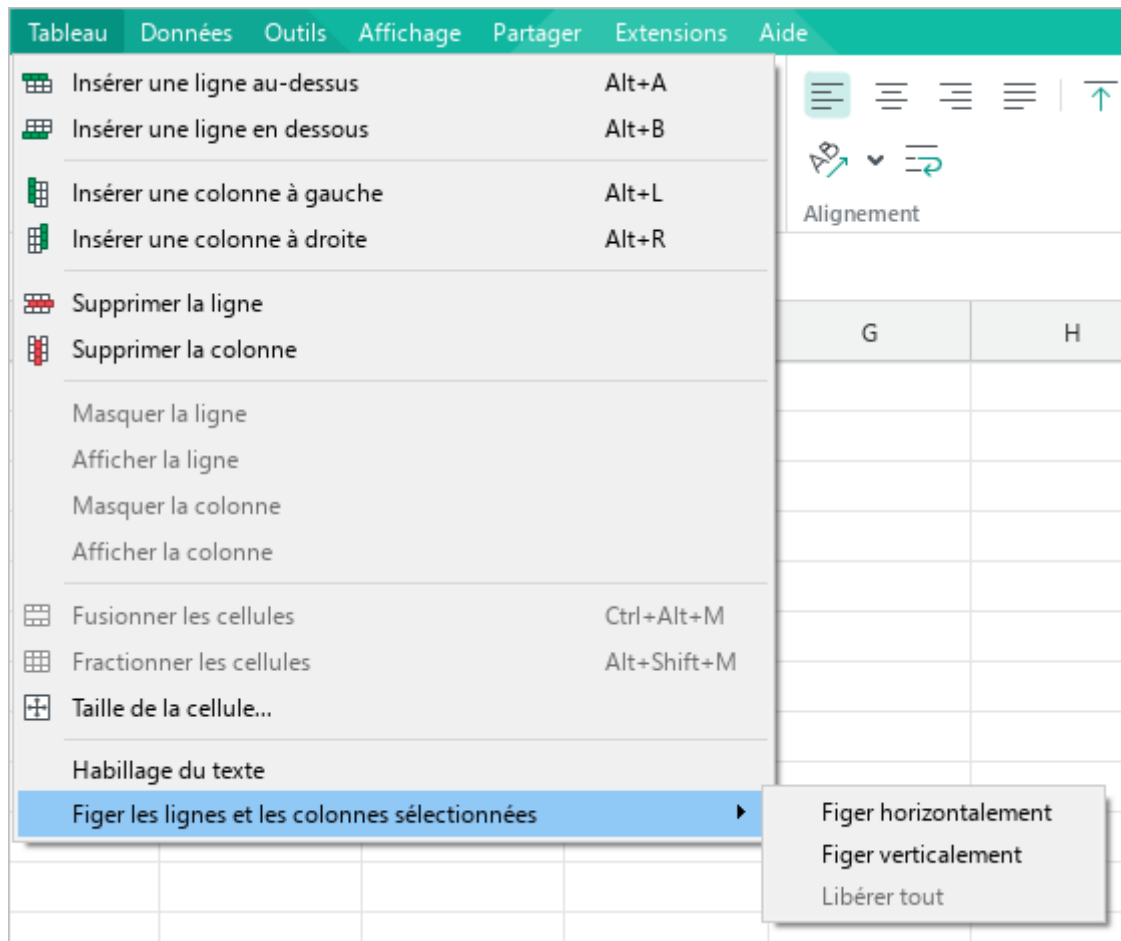 Tableau Données Outils Affichage Partager Extensions Aide
Insérer une ligne au-dessus Alt+A
Insérer une ligne en dessous Alt+B
Insérer une colonne à gauche Alt+L
Insérer une colonne à droite Alt+R
Supprimer la ligne
Supprimer la colonne
Masquer la ligne
Afficher la ligne
Masquer la colonne
Afficher la colonne
Fusionner les cellules Ctrl+Alt+M
Fractionner les cellules Alt+Shift+M
Taille de la cellule...
Habillage du texte
Figer les lignes et les colonnes sélectionnées
Figer horizontalement
Figer verticalement
Libérer tout
AB
Alignement
G H